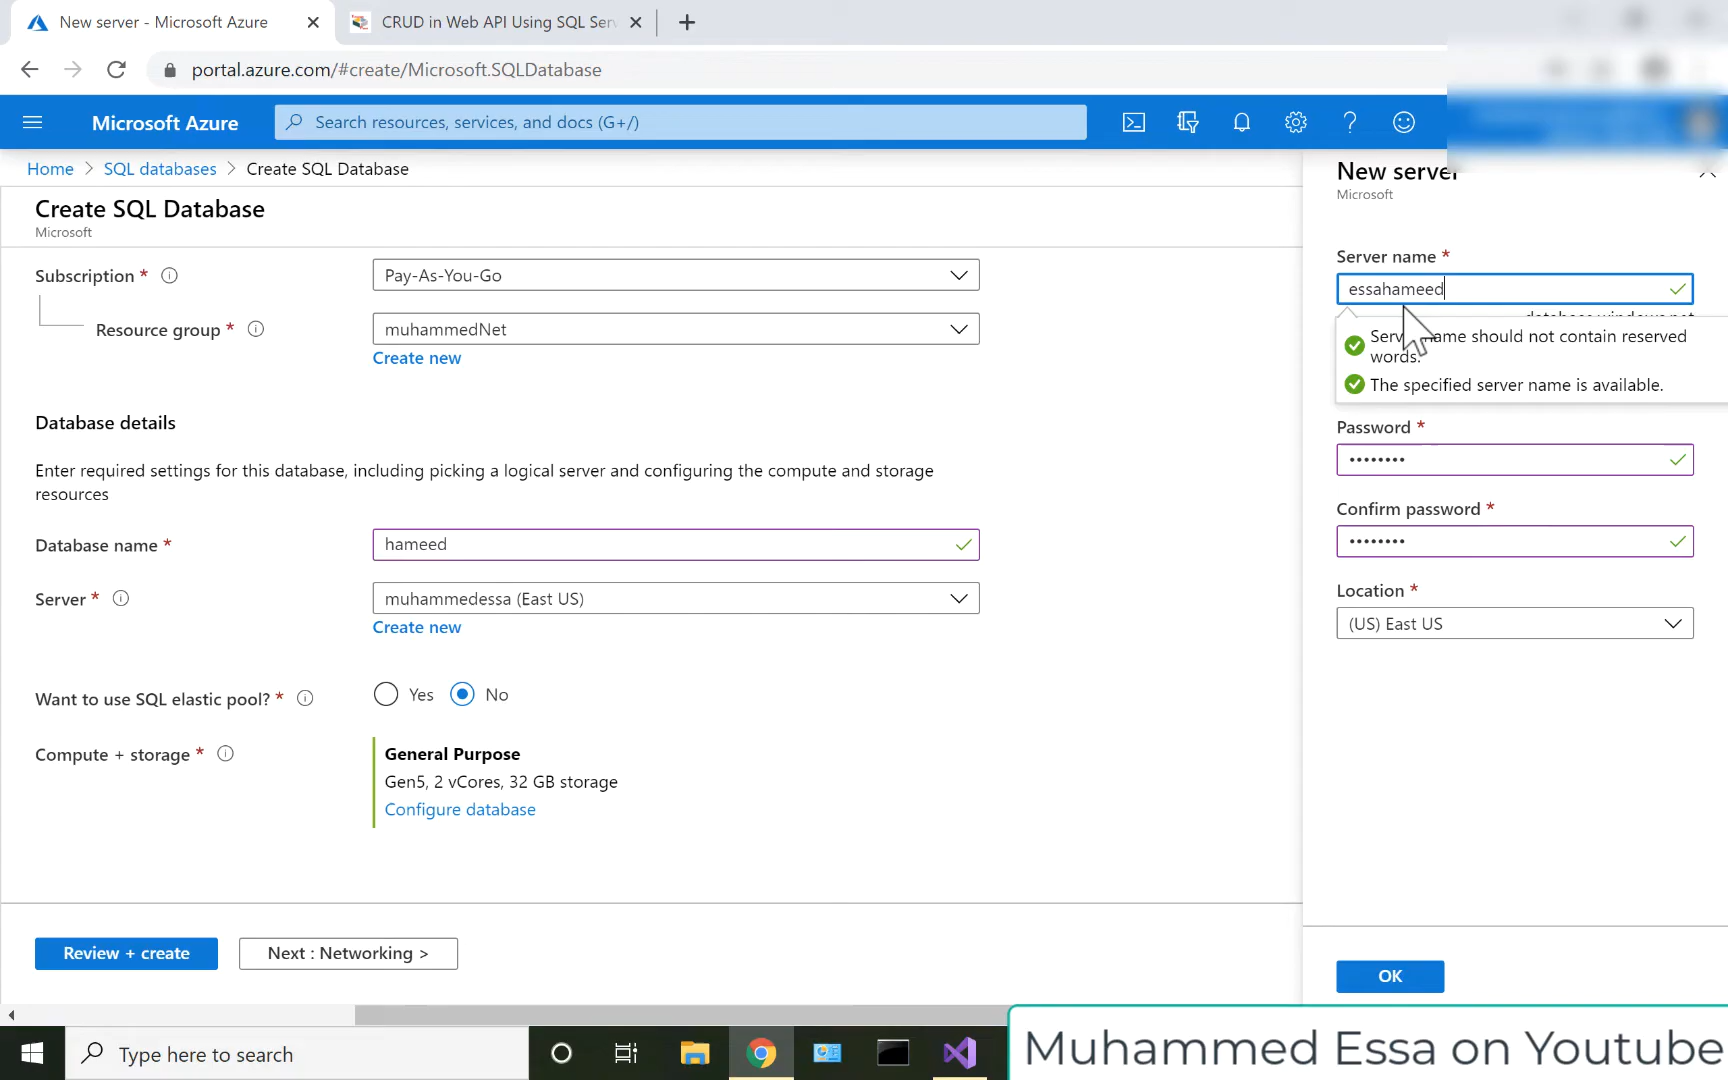 New server - Microsoft Azure
CRUD in Web API Using SQL Serv
portal.azure.com/#create/Microsoft.SQLDatabase
Microsoft Azure
Search resources, services, and docs (G+/)
Home > SQL databases > Create SQL Database
Create SQL Database
Microsoft
Subscription *
Pay-As-You-Go
Resource group *
muhammedNet
Create new
Database details
Enter required settings for this database, including picking a logical server and configuring the compute and storage
resources
Database name *
hameed
Server *
muhammedessa (East US)
Create new
Want to use SQL elastic pool? *
Yes
No
Compute + storage *
General Purpose
Gen5, 2 vCores, 32 GB storage
Configure database
Review + create
Next : Networking >
New server
Microsoft
Server name *
essahameed
.database.windows.net
Server name should not contain reserved
words.
The specified server name is available.
Password *
••••••••
Confirm password *
••••••••
Location *
(US) East US
OK
Type here to search
Muhammed Essa on Youtube